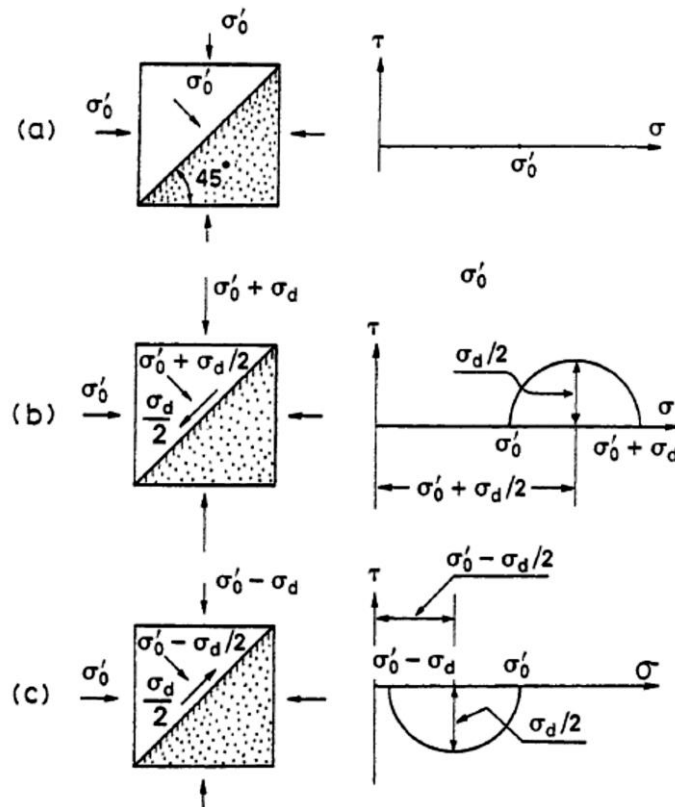 σ′₀
σ′₀
σ′₀
(a)
45°
τ
σ
σ′₀
σ′₀ + σd
σ′₀
σ′₀ + σd/2
σ′₀
σd/2
(b)
τ
σd/2
σ
σ′₀
σ′₀ + σd
σ′₀ + σd/2
σ′₀ − σd
σ′₀ − σd/2
σ′₀
σd/2
(c)
τ
σ′₀ − σd/2
σ′₀ − σd
σ′₀
σ
σd/2